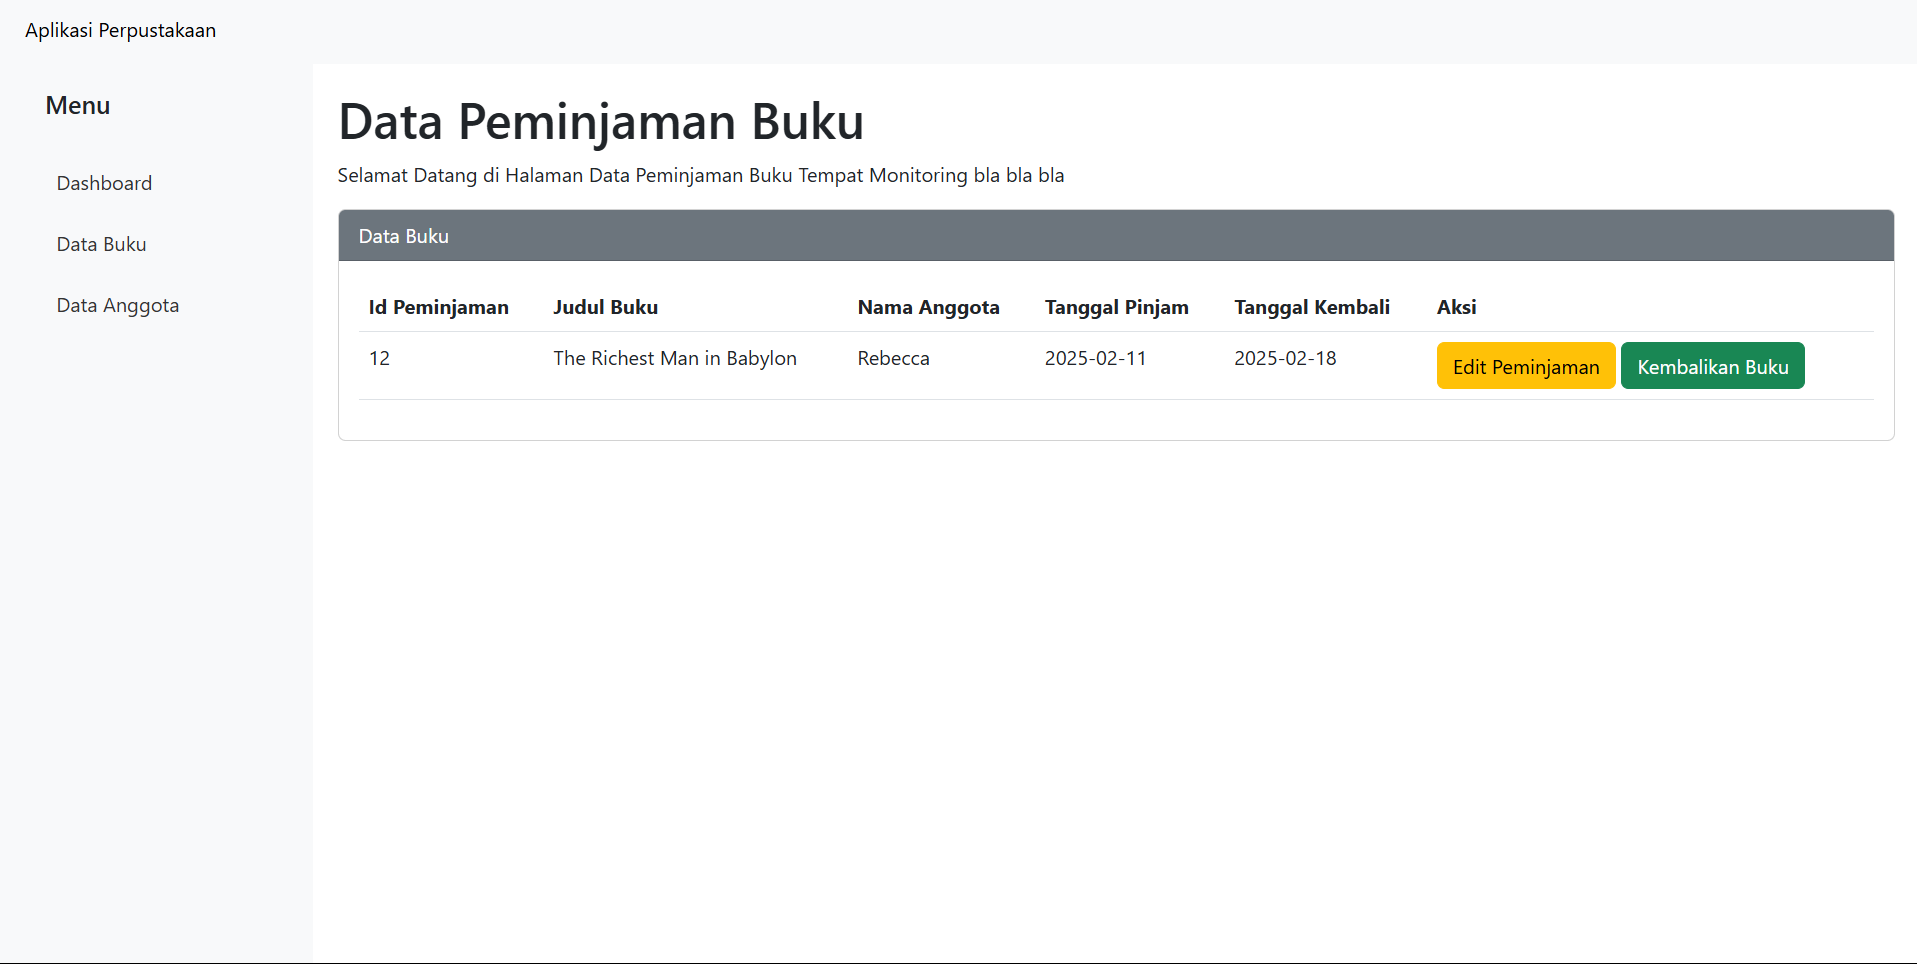 Aplikasi Perpustakaan
Menu
Dashboard
Data Buku
Data Anggota
Data Peminjaman Buku
Selamat Datang di Halaman Data Peminjaman Buku Tempat Monitoring bla bla bla
Data Buku
Id Peminjaman Judul Buku Nama Anggota Tanggal Pinjam Tanggal Kembali Aksi
12 The Richest Man in Babylon Rebecca 2025-02-11 2025-02-18 Edit Peminjaman Kembalikan Buku